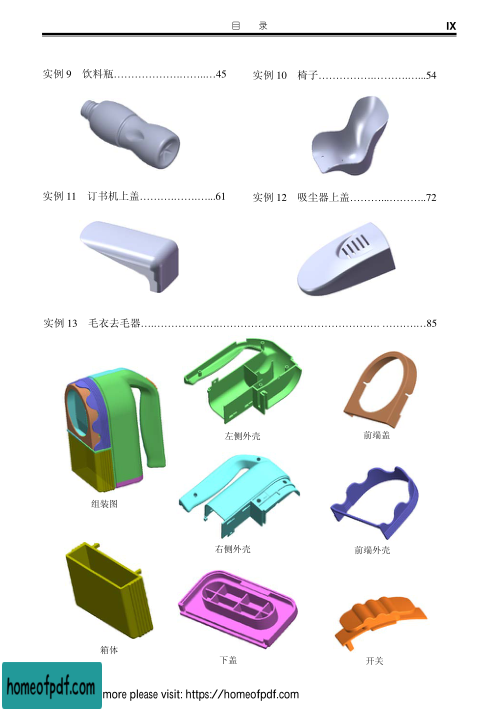 目 录 IX
实例 9 饮料瓶……………….……..…45
实例 10 椅子…………….……….…...54
实例 11 订书机上盖…….…….……...61
实例 12 吸尘器上盖………...………..72
实例 13 毛衣去毛器….……………….………………………………………. ……….…85
左侧外壳
前端盖
组装图
右侧外壳
前端外壳
箱体
下盖
开关
homeofpdf.com more please visit: https://homeofpdf.com